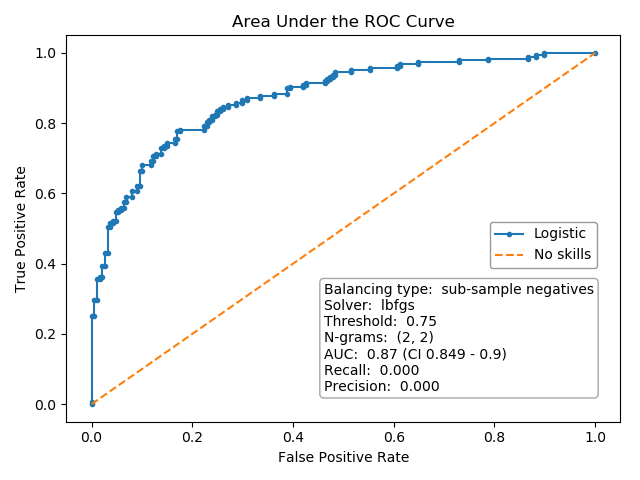 Area Under the ROC Curve
True Positive Rate
1.0
0.8
0.6
0.4
0.2
0.0
Logistic
No skills
Balancing type:  sub-sample negatives
Solver:  lbfgs
Threshold:  0.75
N-grams:  (2, 2)
AUC:  0.87 (CI 0.849 - 0.9)
Recall:  0.000
Precision:  0.000
0.0 0.2 0.4 0.6 0.8 1.0
False Positive Rate